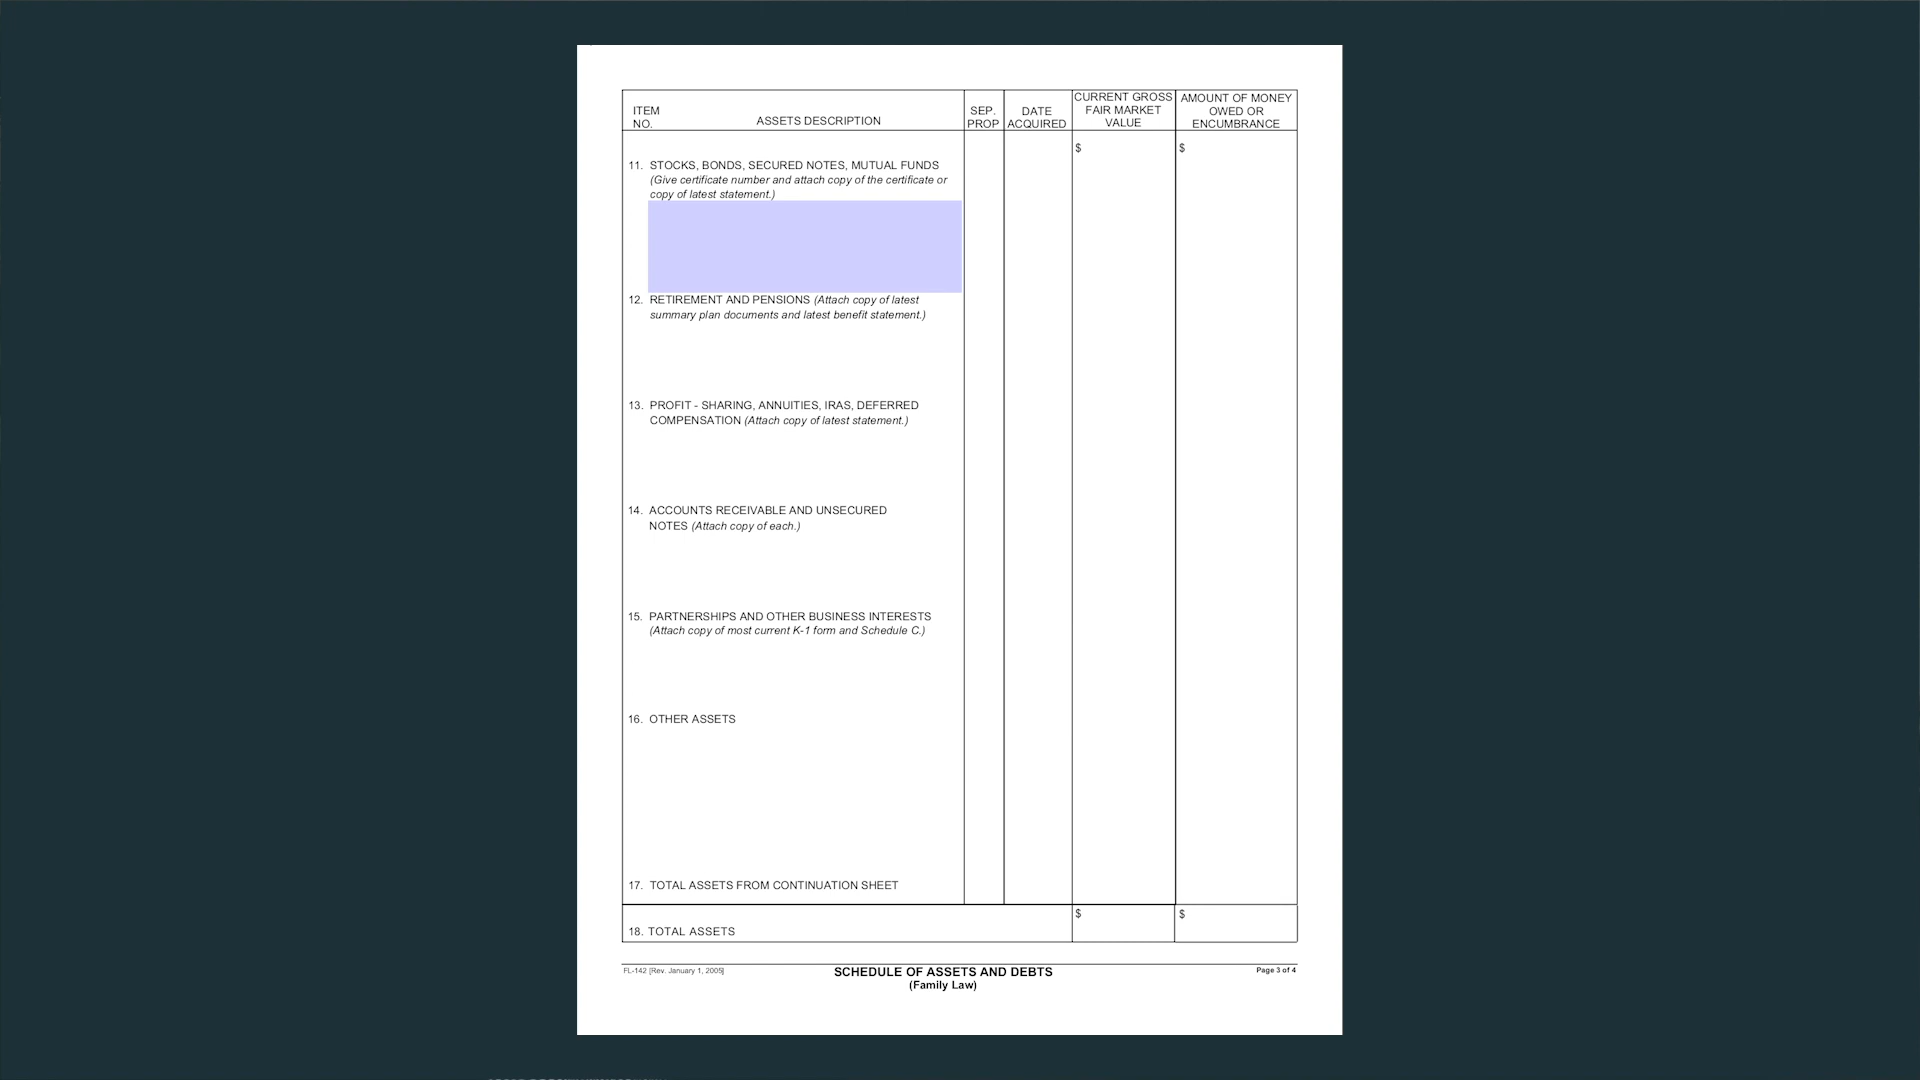 ITEM NO.
ASSETS DESCRIPTION
SEP. PROP
DATE ACQUIRED
CURRENT GROSS FAIR MARKET VALUE
AMOUNT OF MONEY OWED OR ENCUMBRANCE
$
$
11. STOCKS, BONDS, SECURED NOTES, MUTUAL FUNDS
(Give certificate number and attach copy of the certificate or
copy of latest statement.)
12. RETIREMENT AND PENSIONS (Attach copy of latest
summary plan documents and latest benefit statement.)
13. PROFIT - SHARING, ANNUITIES, IRAS, DEFERRED
COMPENSATION (Attach copy of latest statement.)
14. ACCOUNTS RECEIVABLE AND UNSECURED
NOTES (Attach copy of each.)
15. PARTNERSHIPS AND OTHER BUSINESS INTERESTS
(Attach copy of most current K-1 form and Schedule C.)
16. OTHER ASSETS
17. TOTAL ASSETS FROM CONTINUATION SHEET
$
$
18. TOTAL ASSETS
FL-142 [Rev. January 1, 2005]
SCHEDULE OF ASSETS AND DEBTS
(Family Law)
Page 3 of 4